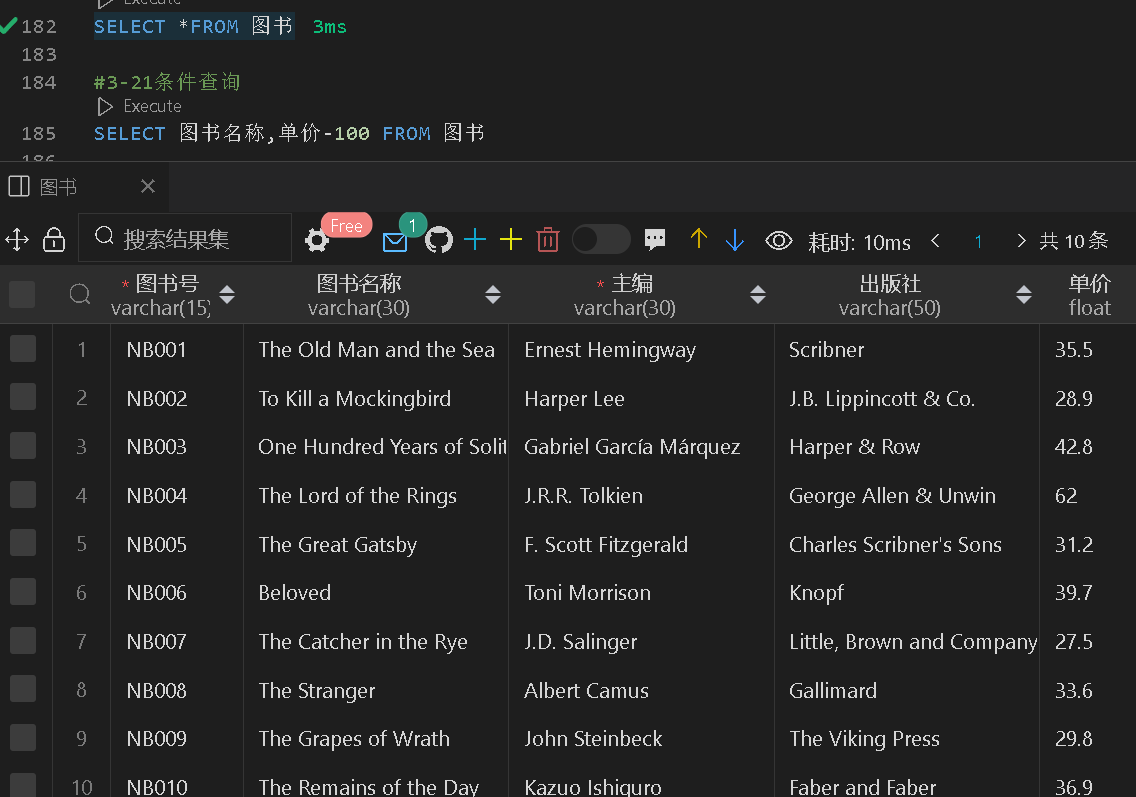 Execute
182 SELECT *FROM 图书 3ms
183
184 #3-21条件查询
Execute
185 SELECT 图书名称,单价-100 FROM 图书
186
图书
搜索结果集 Free 1 耗时: 10ms 1 共 10 条
* 图书号 图书名称 * 主编 出版社 单价
varchar(15) varchar(30) varchar(30) varchar(50) float
1 NB001 The Old Man and the Sea Ernest Hemingway Scribner 35.5
2 NB002 To Kill a Mockingbird Harper Lee J.B. Lippincott & Co. 28.9
3 NB003 One Hundred Years of Solit Gabriel García Márquez Harper & Row 42.8
4 NB004 The Lord of the Rings J.R.R. Tolkien George Allen & Unwin 62
5 NB005 The Great Gatsby F. Scott Fitzgerald Charles Scribner's Sons 31.2
6 NB006 Beloved Toni Morrison Knopf 39.7
7 NB007 The Catcher in the Rye J.D. Salinger Little, Brown and Company 27.5
8 NB008 The Stranger Albert Camus Gallimard 33.6
9 NB009 The Grapes of Wrath John Steinbeck The Viking Press 29.8
10 NB010 The Remains of the Day Kazuo Ishiguro Faber and Faber 36.9